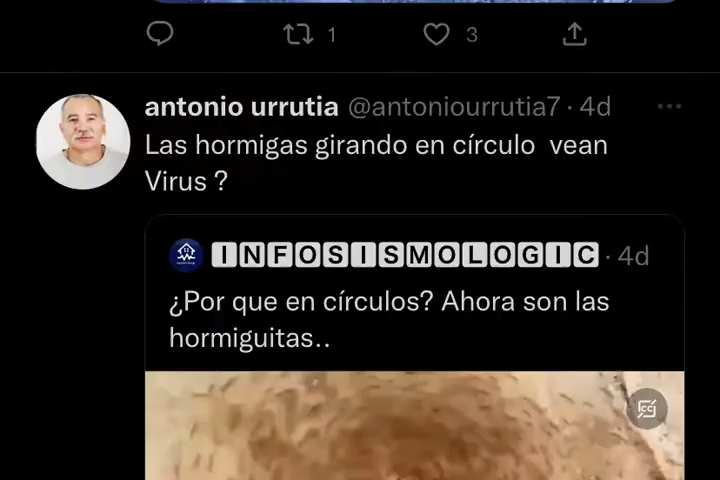 1
3
antonio urrutia @antoniourrutia7 · 4d
Las hormigas girando en círculo vean
Virus ?
INFOSISMOLOGIC · 4d
¿Por que en círculos? Ahora son las
hormiguitas..